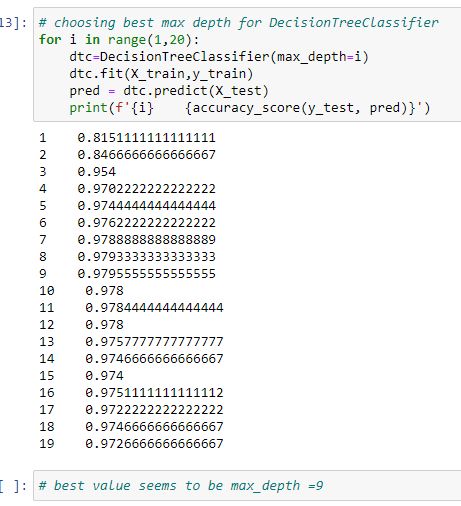 13]: # choosing best max depth for DecisionTreeClassifier
for i in range(1,20):
    dtc=DecisionTreeClassifier(max_depth=i)
    dtc.fit(X_train,y_train)
    pred = dtc.predict(X_test)
    print(f'{i}    {accuracy_score(y_test, pred)}')
1    0.8151111111111111
2    0.8466666666666667
3    0.954
4    0.9702222222222222
5    0.9744444444444444
6    0.9762222222222222
7    0.9788888888888889
8    0.9793333333333333
9    0.9795555555555555
10    0.978
11    0.9784444444444444
12    0.978
13    0.9757777777777777
14    0.9746666666666667
15    0.974
16    0.9751111111111112
17    0.9722222222222222
18    0.9746666666666667
19    0.9726666666666667
[ ]: # best value seems to be max_depth =9